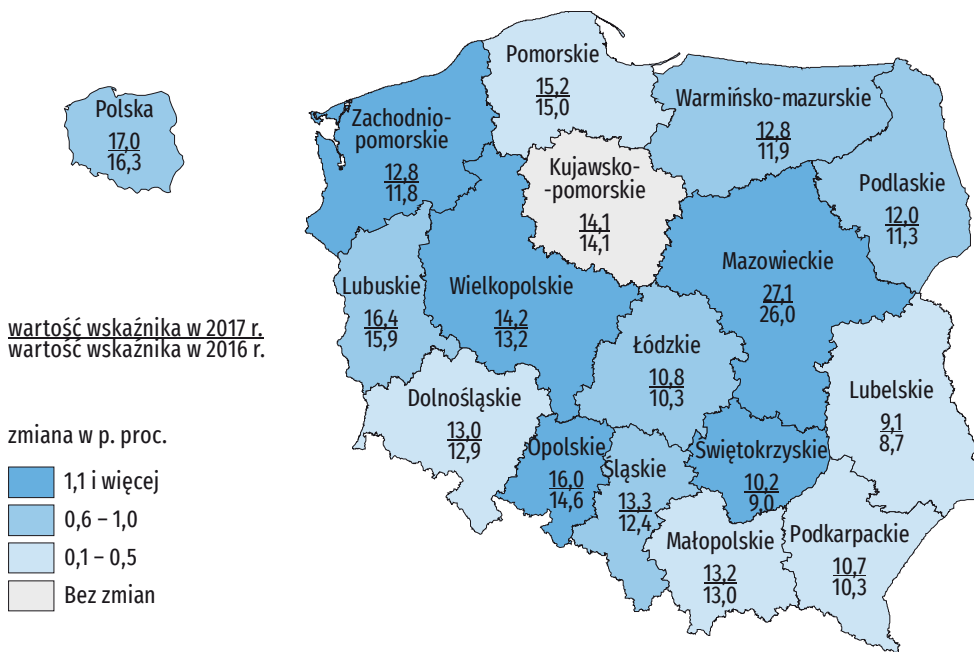 Polska
17,0
16,3
wartość wskaźnika w 2017 r.
wartość wskaźnika w 2016 r.
zmiana w p. proc.
1,1 i więcej
0,6 – 1,0
0,1 – 0,5
Bez zmian
Pomorskie
15,2
15,0
Zachodnio-
pomorskie
12,8
11,8
Warmińsko-mazurskie
12,8
11,9
Kujawsko-
-pomorskie
14,1
14,1
Podlaskie
12,0
11,3
Mazowieckie
27,1
26,0
Lubuskie
16,4
15,9
Wielkopolskie
14,2
13,2
Łódzkie
10,8
10,3
Lubelskie
9,1
8,7
Dolnośląskie
13,0
12,9
Opolskie
16,0
14,6
Śląskie
13,3
12,4
Świętokrzyskie
10,2
9,0
Małopolskie
13,2
13,0
Podkarpackie
10,7
10,3